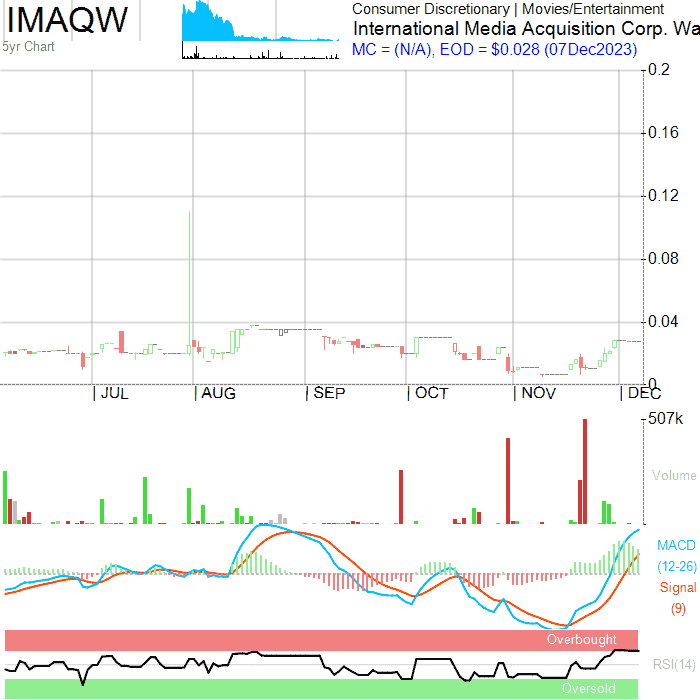 IMAQW
5yr Chart
Consumer Discretionary | Movies/Entertainment
International Media Acquisition Corp. Wa
MC = (N/A), EOD = $0.028 (07Dec2023)
0.2
0.16
0.12
0.08
0.04
0
JUL AUG SEP OCT NOV DEC
507k
Volume
MACD
(12-26)
Signal
(9)
Overbought
RSI(14)
Oversold